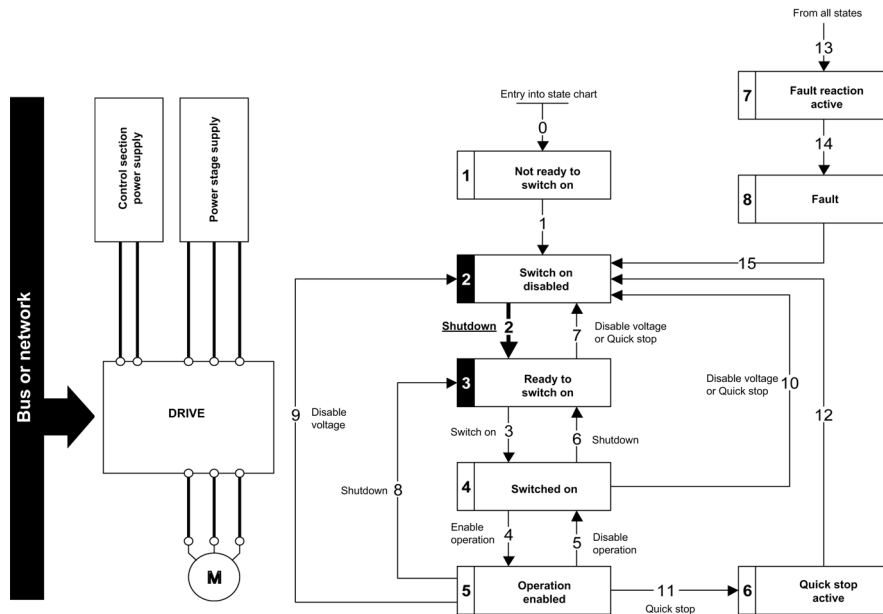 From all states
13
7
Fault reaction
active
14
8
Fault
15
Entry into state chart
0
1
Not ready to
switch on
1
2
Switch on
disabled
Shutdown 2
7
Disable voltage
or Quick stop
3
Ready to
switch on
Switch on 3
6 Shutdown
4
Switched on
Enable
operation
4
5
Disable
operation
5
Operation
enabled
11
Quick stop
6
Quick stop
active
Disable voltage
or Quick stop
10
12
9
Disable
voltage
Shutdown 8
Bus or network
Control section
power supply
Power stage supply
DRIVE
M